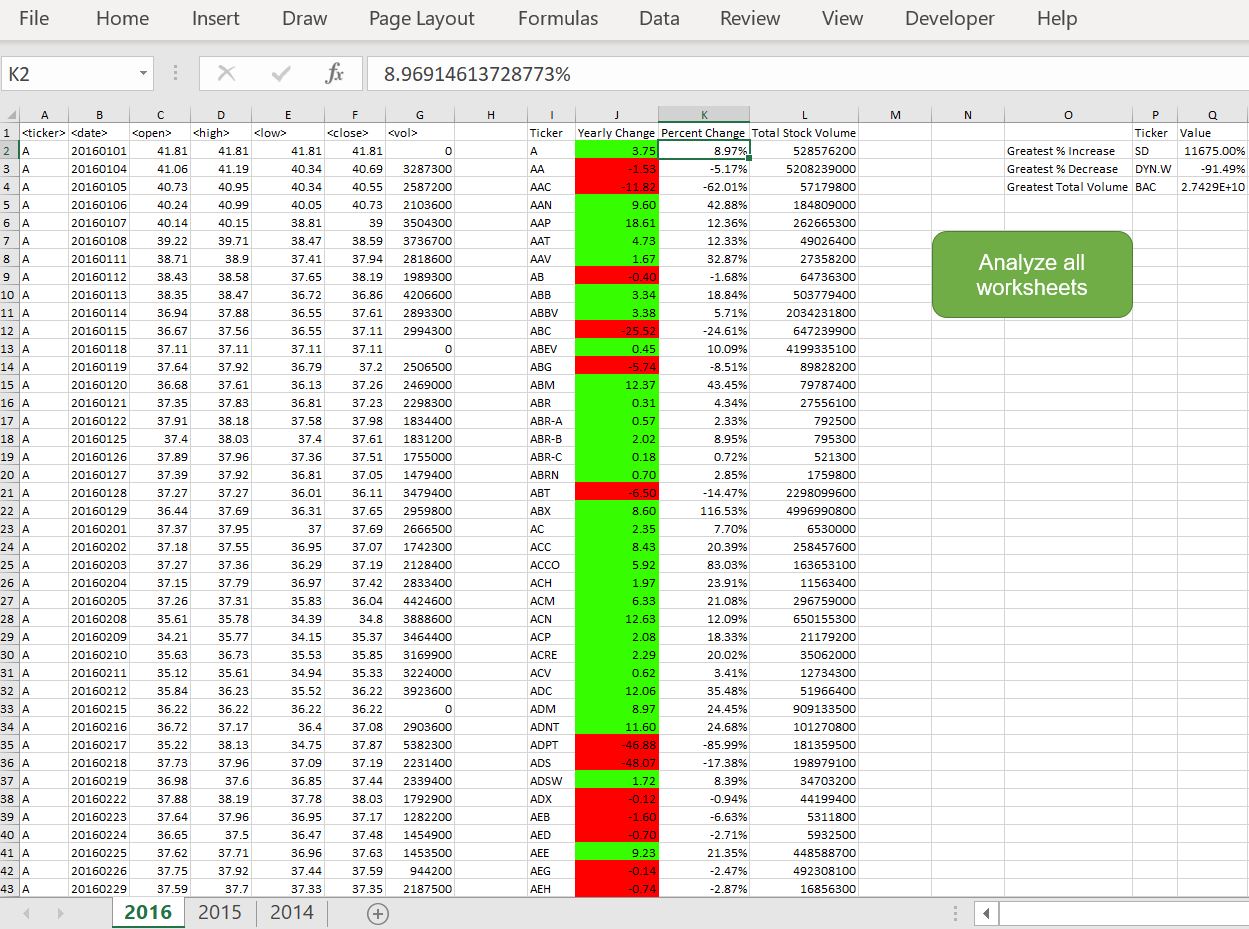 File Home Insert Draw Page Layout Formulas Data Review View Developer Help
K2 fx 8.96914613728773%
A B C D E F G H I J K L M N O P Q
1 <ticker> <date> <open> <high> <low> <close> <vol> Ticker Yearly Change Percent Change Total Stock Volume Ticker Value
2 A 20160101 41.81 41.81 41.81 41.81 0 A 3.75 8.97% 528576200 Greatest % Increase SD 11675.00%
3 A 20160104 41.06 41.19 40.34 40.69 3287300 AA -1.53 -5.17% 5208239000 Greatest % Decrease DYN.W -91.49%
4 A 20160105 40.73 40.95 40.34 40.55 2587200 AAC -11.82 -62.01% 57179800 Greatest Total Volume BAC 2.7429E+10
5 A 20160106 40.24 40.99 40.05 40.73 2103600 AAN 9.60 42.88% 184809000
6 A 20160107 40.14 40.15 38.81 39 3504300 AAP 18.61 12.36% 262665300
7 A 20160108 39.22 39.71 38.47 38.59 3736700 AAT 4.73 12.33% 49026400
8 A 20160111 38.71 38.9 37.41 37.94 2818600 AAV 1.67 32.87% 27358200
9 A 20160112 38.43 38.58 37.65 38.19 1989300 AB -0.40 -1.68% 64736300
10 A 20160113 38.35 38.47 36.72 36.86 4206600 ABB 3.34 18.84% 503779400
11 A 20160114 36.94 37.88 36.55 37.61 2893300 ABBV 3.38 5.71% 2034231800
12 A 20160115 36.67 37.56 36.55 37.11 2994300 ABC -25.52 -24.61% 647239900
13 A 20160118 37.11 37.11 37.11 37.11 0 ABEV 0.45 10.09% 4199335100
14 A 20160119 37.64 37.92 36.79 37.2 2506500 ABG -5.74 -8.51% 89828200
15 A 20160120 36.68 37.61 36.13 37.26 2469000 ABM 12.37 43.45% 79787400
16 A 20160121 37.35 37.83 36.81 37.23 2298300 ABR 0.31 4.34% 27556100
17 A 20160122 37.91 38.18 37.58 37.98 1834400 ABR-A 0.57 2.33% 792500
18 A 20160125 37.4 38.03 37.4 37.61 1831200 ABR-B 2.02 8.95% 795300
19 A 20160126 37.89 37.96 37.36 37.51 1755000 ABR-C 0.18 0.72% 521300
20 A 20160127 37.39 37.92 36.81 37.05 1479400 ABRN 0.70 2.85% 1759800
21 A 20160128 37.27 37.27 36.01 36.11 3479400 ABT -6.50 -14.47% 2298099600
22 A 20160129 36.44 37.69 36.31 37.65 2959800 ABX 8.60 116.53% 4996990800
23 A 20160201 37.37 37.95 37 37.69 2666500 AC 2.35 7.70% 6530000
24 A 20160202 37.18 37.55 36.95 37.07 1742300 ACC 8.43 20.39% 258457600
25 A 20160203 37.27 37.36 36.29 37.19 2128400 ACCO 5.92 83.03% 163653100
26 A 20160204 37.15 37.79 36.97 37.42 2833400 ACH 1.97 23.91% 11563400
27 A 20160205 37.26 37.31 35.83 36.04 4424600 ACM 6.33 21.08% 296759000
28 A 20160208 35.61 35.78 34.39 34.8 3888600 ACN 12.63 12.09% 650155300
29 A 20160209 34.21 35.77 34.15 35.37 3464400 ACP 2.08 18.33% 21179200
30 A 20160210 35.63 36.73 35.53 35.85 3169900 ACRE 2.29 20.02% 35062000
31 A 20160211 35.12 35.61 34.94 35.33 3224000 ACV 0.62 3.41% 12734300
32 A 20160212 35.84 36.23 35.52 36.22 3923600 ADC 12.06 35.48% 51966400
33 A 20160215 36.22 36.22 36.22 36.22 0 ADM 8.97 24.45% 909133500
34 A 20160216 36.72 37.17 36.4 37.08 2903600 ADNT 11.60 24.68% 101270800
35 A 20160217 35.22 38.13 34.75 37.87 5382300 ADPT -46.88 -85.99% 181359500
36 A 20160218 37.73 37.96 37.09 37.19 2231400 ADS -48.07 -17.38% 198979100
37 A 20160219 36.98 37.6 36.85 37.44 2339400 ADSW 1.72 8.39% 34703200
38 A 20160222 37.88 38.19 37.78 38.03 1792900 ADX -0.12 -0.94% 44199400
39 A 20160223 37.64 37.96 36.95 37.17 1282200 AEB -1.60 -6.63% 5311800
40 A 20160224 36.65 37.5 36.47 37.48 1454900 AED -0.70 -2.71% 5932500
41 A 20160225 37.62 37.71 36.96 37.63 1453500 AEE 9.23 21.35% 448588700
42 A 20160226 37.75 37.92 37.44 37.59 944200 AEG -0.14 -2.47% 492308100
43 A 20160229 37.59 37.7 37.33 37.35 2187500 AEH -0.74 -2.87% 16856300
Analyze all
worksheets
2016 2015 2014